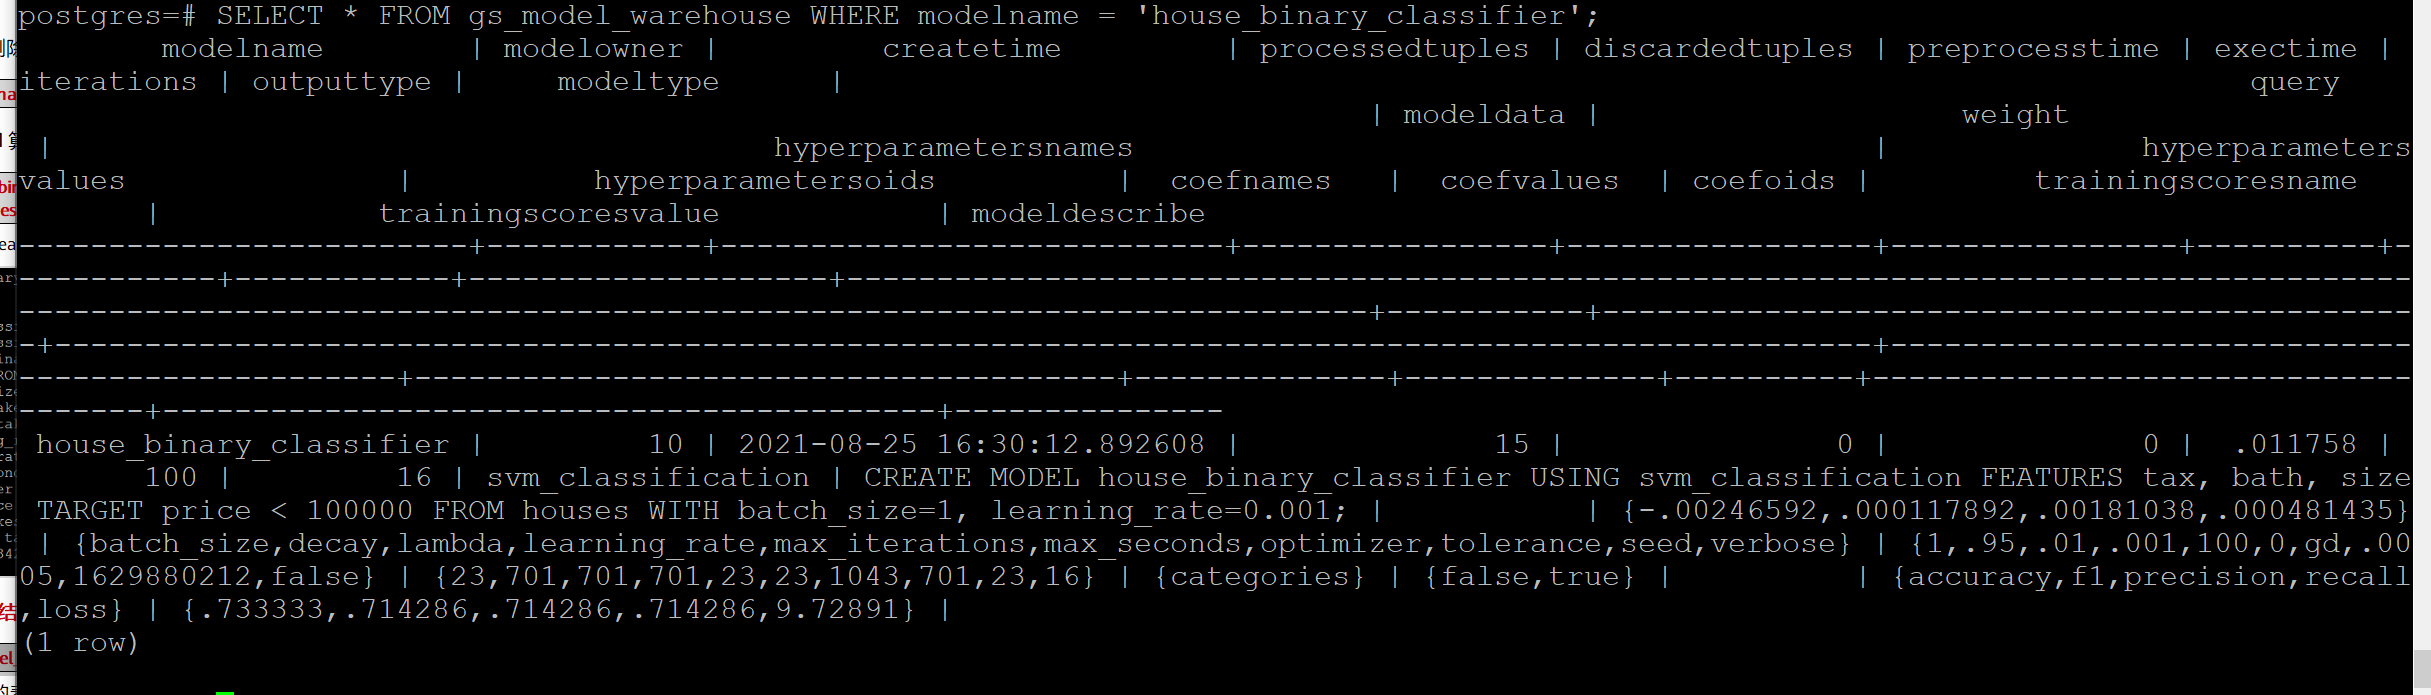 postgres=# SELECT * FROM gs_model_warehouse WHERE modelname = 'house_binary_classifier';
modelname | modelowner | createtime | processedtuples | discardedtuples | preprocesstime | exectime |
iterations | outputtype | modeltype | query
| modeldata | weight
| hyperparametersnames | hyperparameters
values | hyperparametersoids | coefnames | coefvalues | coefoids | trainingscoresname
| trainingscoresvalue | modeldescribe
house_binary_classifier | 10 | 2021-08-25 16:30:12.892608 | 15 | 0 | 0 | .011758 |
100 | 16 | svm_classification | CREATE MODEL house_binary_classifier USING svm_classification FEATURES tax, bath, size
TARGET price < 100000 FROM houses WITH batch_size=1, learning_rate=0.001; | | {-.00246592,.000117892,.00181038,.000481435}
| {batch_size,decay,lambda,learning_rate,max_iterations,max_seconds,optimizer,tolerance,seed,verbose} | {1,.95,.01,.001,100,0,gd,.00
05,1629880212,false} | {23,701,701,701,23,23,1043,701,23,16} | {categories} | {false,true} | | {accuracy,f1,precision,recall
,loss} | {.733333,.714286,.714286,.714286,9.72891} |
(1 row)